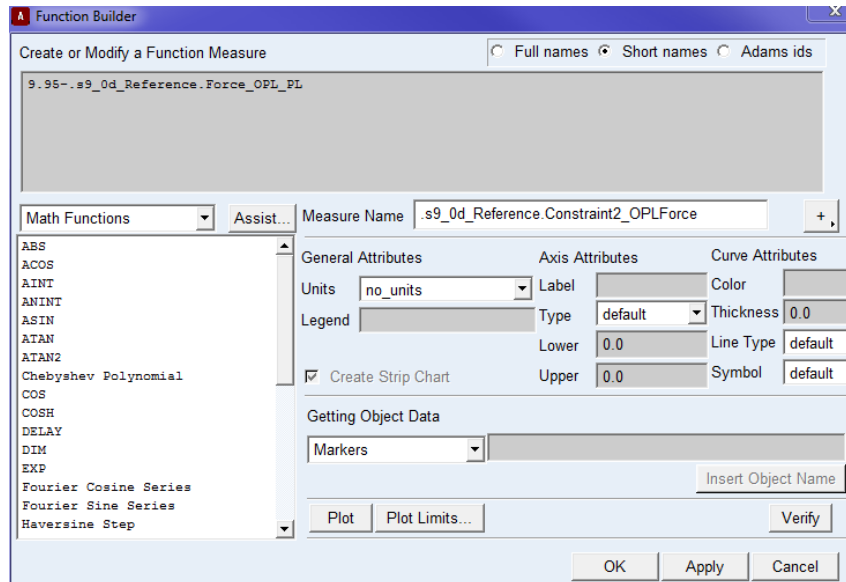 Function Builder
Create or Modify a Function Measure
Full names Short names Adams ids
9.95-.s9_0d_Reference.Force_OPL_PL
Math Functions Assist... Measure Name .s9_0d_Reference.Constraint2_OPLForce +
ABS
ACOS
AINT
ANINT
ASIN
ATAN
ATAN2
Chebyshev Polynomial
COS
COSH
DELAY
DIM
EXP
Fourier Cosine Series
Fourier Sine Series
Haversine Step
General Attributes Axis Attributes Curve Attributes
Units no_units Label Color
Legend Type default Thickness 0.0
Lower 0.0 Line Type default
Create Strip Chart Upper 0.0 Symbol default
Getting Object Data
Markers
Insert Object Name
Plot Plot Limits... Verify
OK Apply Cancel